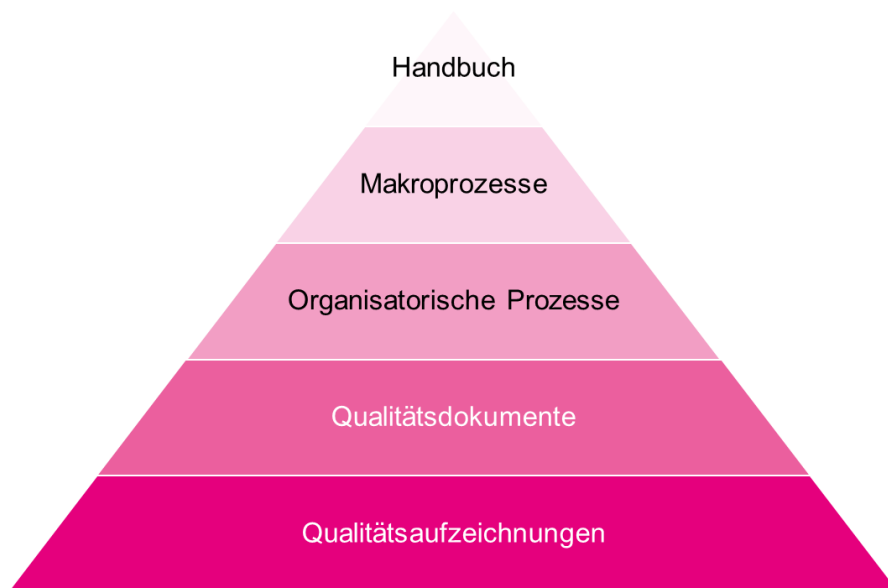 Handbuch
Makroprozesse
Organisatorische Prozesse
Qualitätsdokumente
Qualitätsaufzeichnungen